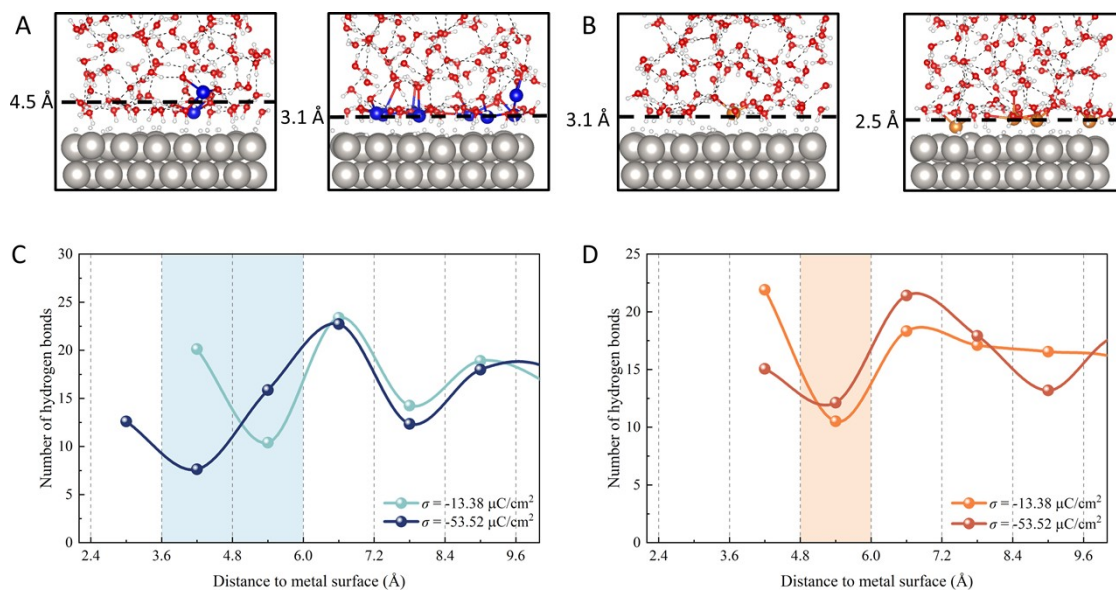 A
4.5 Å
3.1 Å
B
3.1 Å
2.5 Å
C
Number of hydrogen bonds
30
25
20
15
10
5
0
2.4 3.6 4.8 6.0 7.2 8.4 9.6
Distance to metal surface (Å)
σ = -13.38 μC/cm²
σ = -53.52 μC/cm²
D
Number of hydrogen bonds
25
20
15
10
5
0
2.4 3.6 4.8 6.0 7.2 8.4 9.6
Distance to metal surface (Å)
σ = -13.38 μC/cm²
σ = -53.52 μC/cm²